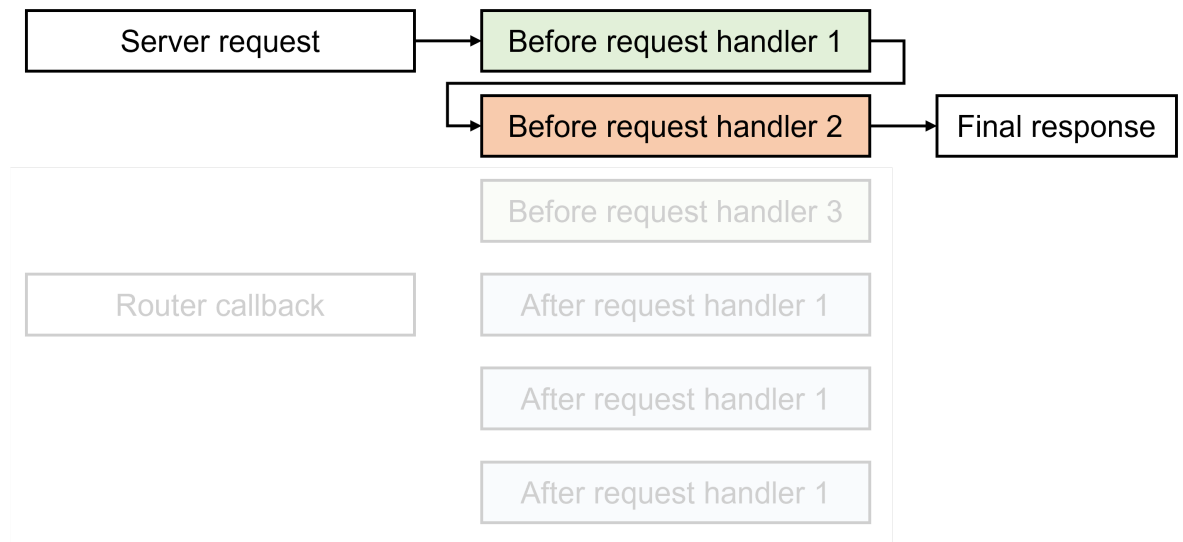 Server request
Before request handler 1
Before request handler 2
Final response
Before request handler 3
Router callback
After request handler 1
After request handler 1
After request handler 1